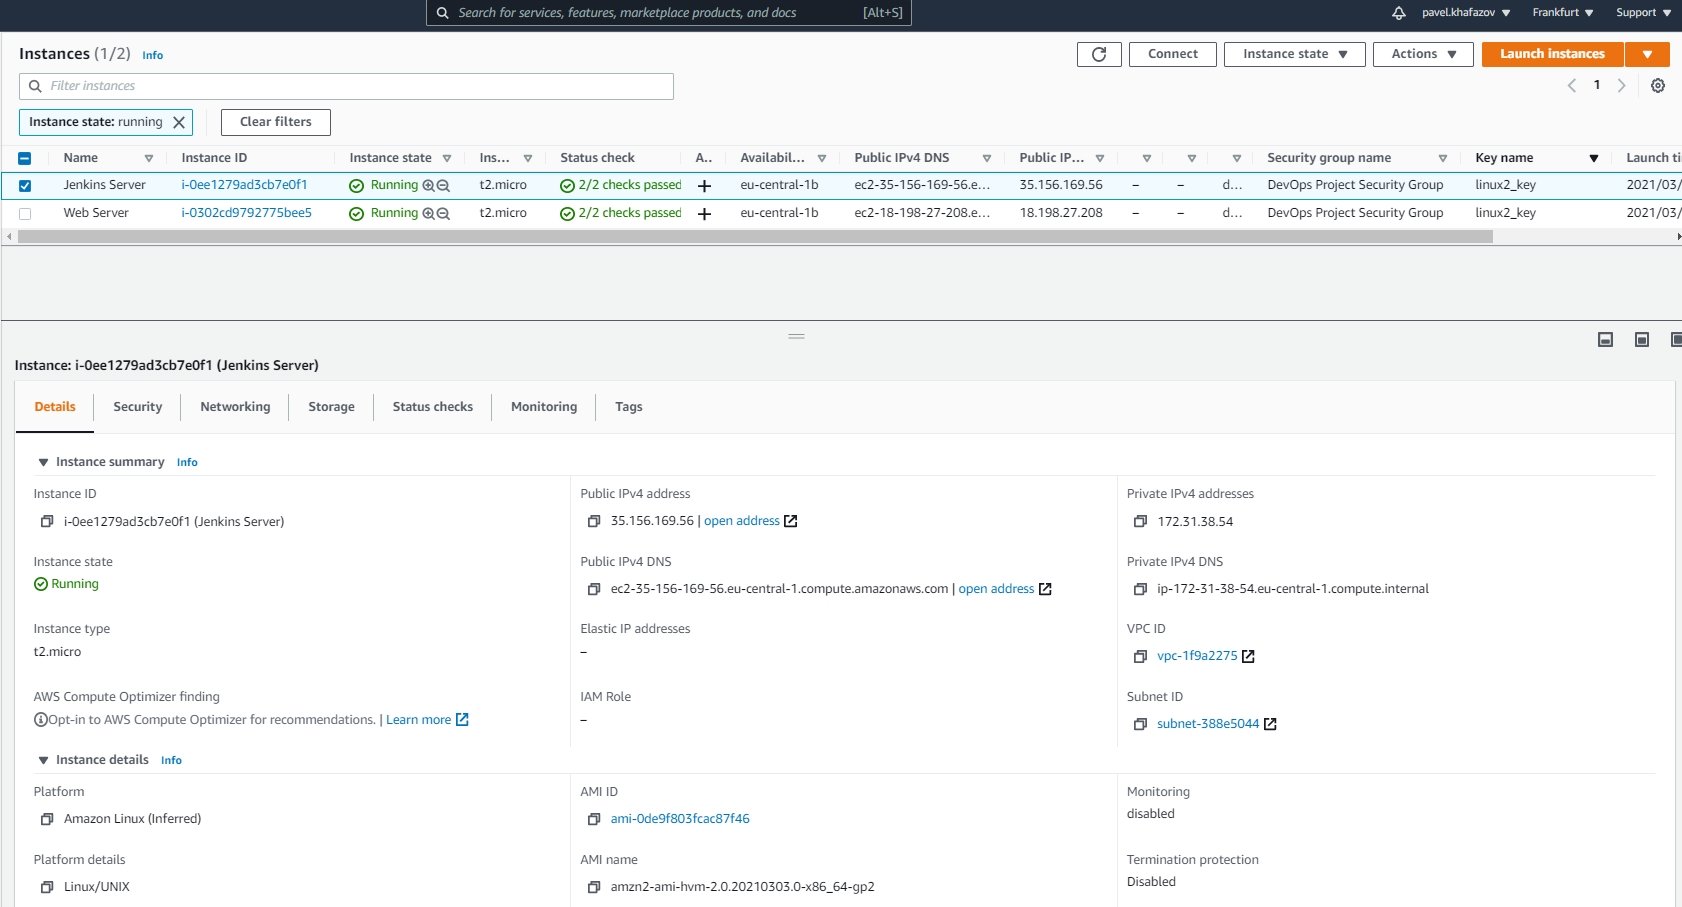 Search for services, features, marketplace products, and docs [Alt+S] pavel.khafazov Frankfurt Support
Instances (1/2) Info Connect Instance state Actions Launch instances
Filter instances 1
Instance state: running Clear filters
Name Instance ID Instance state Ins... Status check A.. Availabil... Public IPv4 DNS Public IP... Security group name Key name Launch ti
Jenkins Server i-0ee1279ad3cb7e0f1 Running t2.micro 2/2 checks passed eu-central-1b ec2-35-156-169-56.e... 35.156.169.56 – – d... DevOps Project Security Group linux2_key 2021/03/
Web Server i-0302cd9792775bee5 Running t2.micro 2/2 checks passed eu-central-1b ec2-18-198-27-208.e... 18.198.27.208 – – d... DevOps Project Security Group linux2_key 2021/03/
Instance: i-0ee1279ad3cb7e0f1 (Jenkins Server)
Details Security Networking Storage Status checks Monitoring Tags
Instance summary Info
Instance ID Public IPv4 address Private IPv4 addresses
i-0ee1279ad3cb7e0f1 (Jenkins Server) 35.156.169.56 | open address 172.31.38.54
Instance state Public IPv4 DNS Private IPv4 DNS
Running ec2-35-156-169-56.eu-central-1.compute.amazonaws.com | open address ip-172-31-38-54.eu-central-1.compute.internal
Instance type Elastic IP addresses VPC ID
t2.micro – vpc-1f9a2275
AWS Compute Optimizer finding IAM Role Subnet ID
Opt-in to AWS Compute Optimizer for recommendations. | Learn more – subnet-388e5044
Instance details Info
Platform AMI ID Monitoring
Amazon Linux (Inferred) ami-0de9f803fcac87f46 disabled
Platform details AMI name Termination protection
Linux/UNIX amzn2-ami-hvm-2.0.20210303.0-x86_64-gp2 Disabled